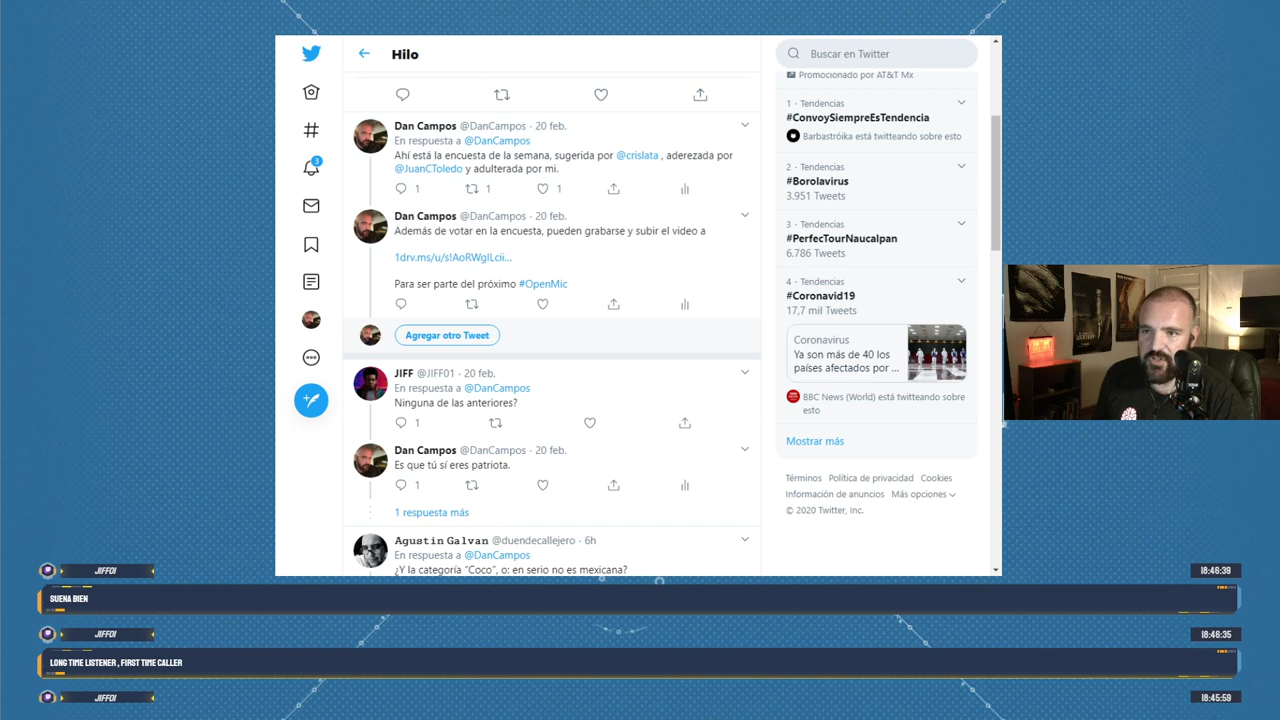 Hilo
Buscar en Twitter
Promocionado por AT&T Mx
Dan Campos @DanCampos · 20 feb.
En respuesta a @DanCampos
Ahí está la encuesta de la semana, sugerida por @crislata , aderezada por
@JuanCToledo y adulterada por mi.
1 1 1
Dan Campos @DanCampos · 20 feb.
Además de votar en la encuesta, pueden grabarse y subir el video a
1drv.ms/u/s!AoRWgILcii...
Para ser parte del próximo #OpenMic
Agregar otro Tweet
JIFF @JIFF01 · 20 feb.
En respuesta a @DanCampos
Ninguna de las anteriores?
1
Dan Campos @DanCampos · 20 feb.
Es que tú sí eres patriota.
1
1 respuesta más
Agustin Galvan @duendecallejero · 6h
En respuesta a @DanCampos
¿Y la categoría "Coco", o: en serio no es mexicana?
3
1 · Tendencias
#ConvoySiempreEsTendencia
Barbastróika está twitteando sobre esto
2 · Tendencias
#Borolavirus
3.951 Tweets
3 · Tendencias
#PerfecTourNaucalpan
6.786 Tweets
4 · Tendencias
#Coronavid19
17,7 mil Tweets
Coronavirus
Ya son más de 40 los
países afectados por ...
BBC News (World) está twitteando sobre
esto
Mostrar más
Términos Política de privacidad Cookies
Información de anuncios Más opciones
© 2020 Twitter, Inc.
JIFF01
18:46:39
SUENA BIEN
JIFF01
18:46:35
LONG TIME LISTENER , FIRST TIME CALLER
JIFF01
18:45:59